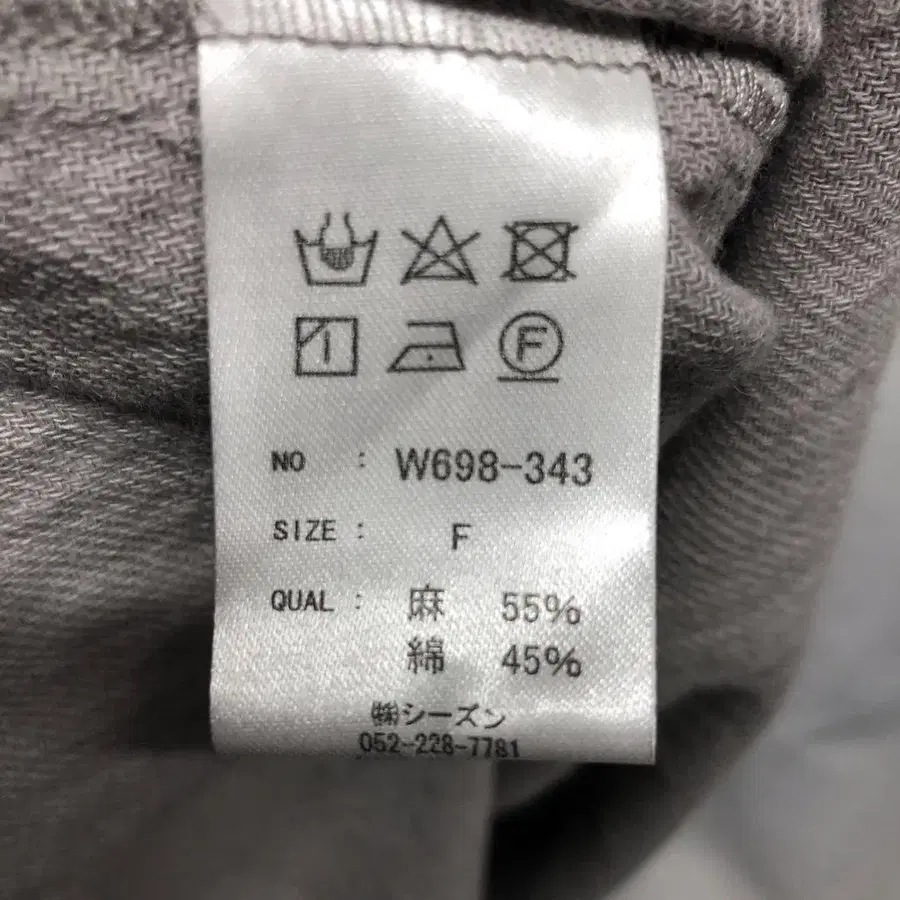 F
NO : W698-343
SIZE : F
QUAL : 麻 55%
綿 45%
㈱シーズン
052-228-7781